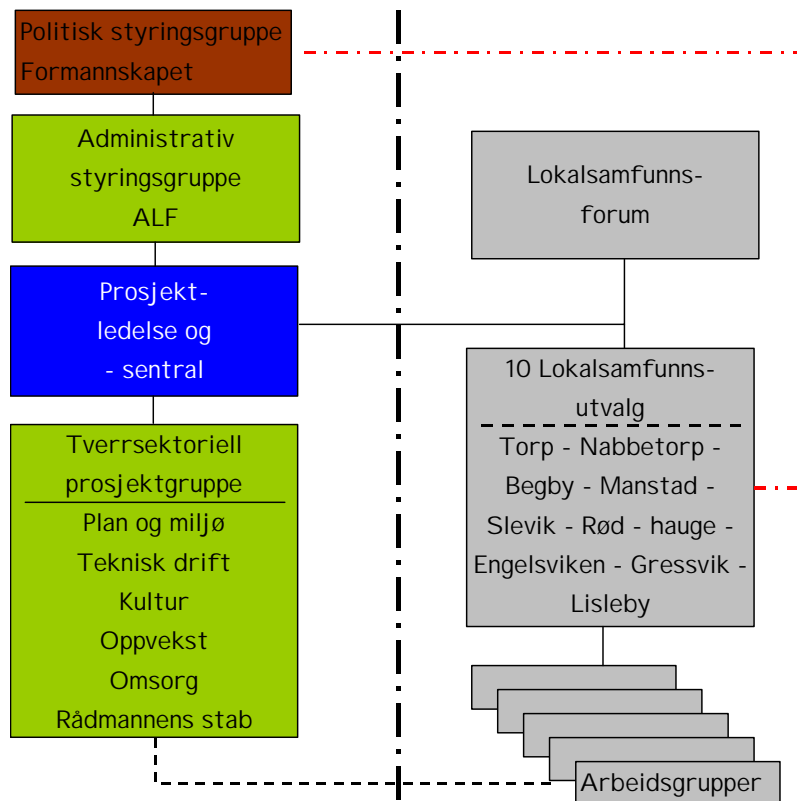 Politisk styringsgruppe
Formannskapet
Administrativ
styringsgruppe
ALF
Prosjekt-
ledelse og
- sentral
Tverrsektoriell
prosjektgruppe
Plan og miljø
Teknisk drift
Kultur
Oppvekst
Omsorg
Rådmannens stab
Lokalsamfunns-
forum
10 Lokalsamfunns-
utvalg
Torp - Nabbetorp -
Begby - Manstad -
Slevik - Rød - hauge -
Engelsviken - Gressvik -
Lisleby
Arbeidsgrupper